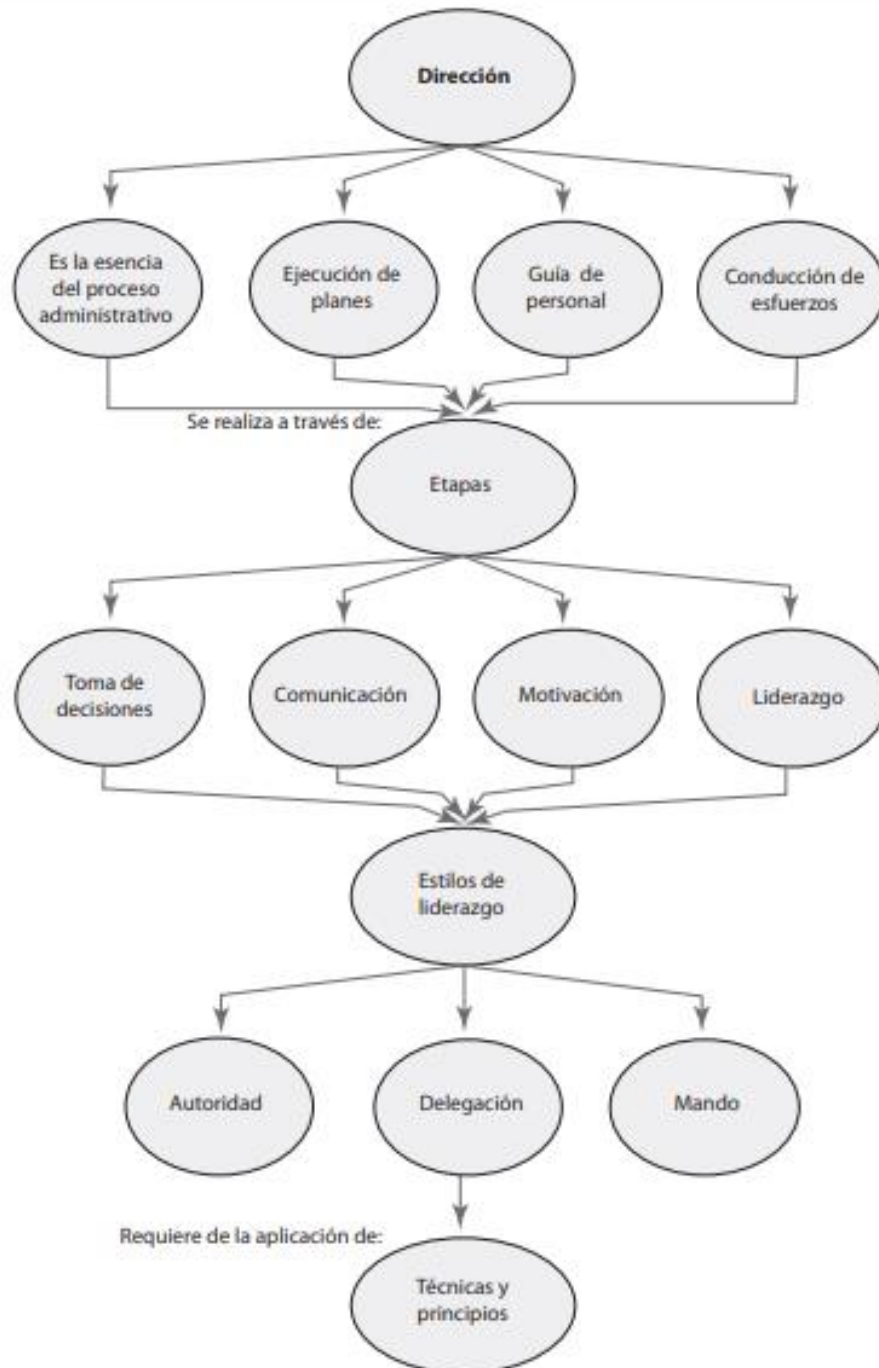 Dirección
Es la esencia
del proceso
administrativo
Ejecución de
planes
Guía de
personal
Conducción de
esfuerzos
Se realiza a través de:
Etapas
Toma de
decisiones
Comunicación
Motivación
Liderazgo
Estilos de
liderazgo
Autoridad
Delegación
Mando
Requiere de la aplicación de:
Técnicas y
principios